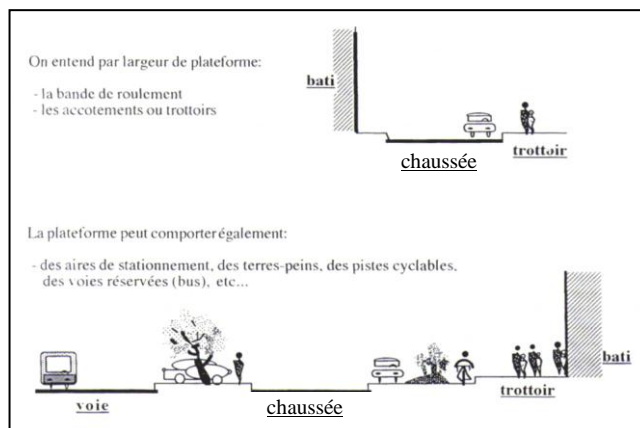 On entend par largeur de plateforme:
- la bande de roulement
- les accotements ou trottoirs
bati
chaussée
trottoir
La plateforme peut comporter également:
- des aires de stationnement, des terres-peins, des pistes cyclables,
des voies réservées (bus), etc...
bati
trottoir
voie
chaussée